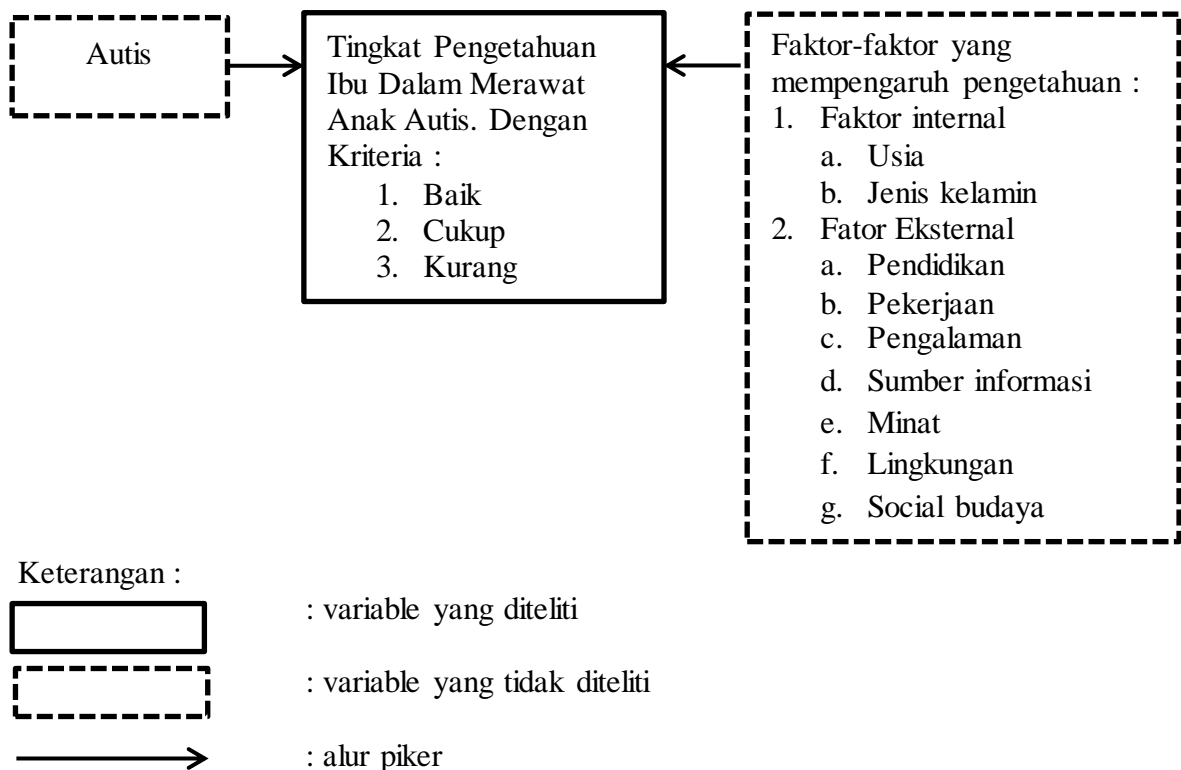 Autis
Tingkat Pengetahuan
Ibu Dalam Merawat
Anak Autis. Dengan
Kriteria :
1. Baik
2. Cukup
3. Kurang
Faktor-faktor yang
mempengaruh pengetahuan :
1. Faktor internal
a. Usia
b. Jenis kelamin
2. Fator Eksternal
a. Pendidikan
b. Pekerjaan
c. Pengalaman
d. Sumber informasi
e. Minat
f. Lingkungan
g. Social budaya
Keterangan :
: variable yang diteliti
: variable yang tidak diteliti
: alur piker